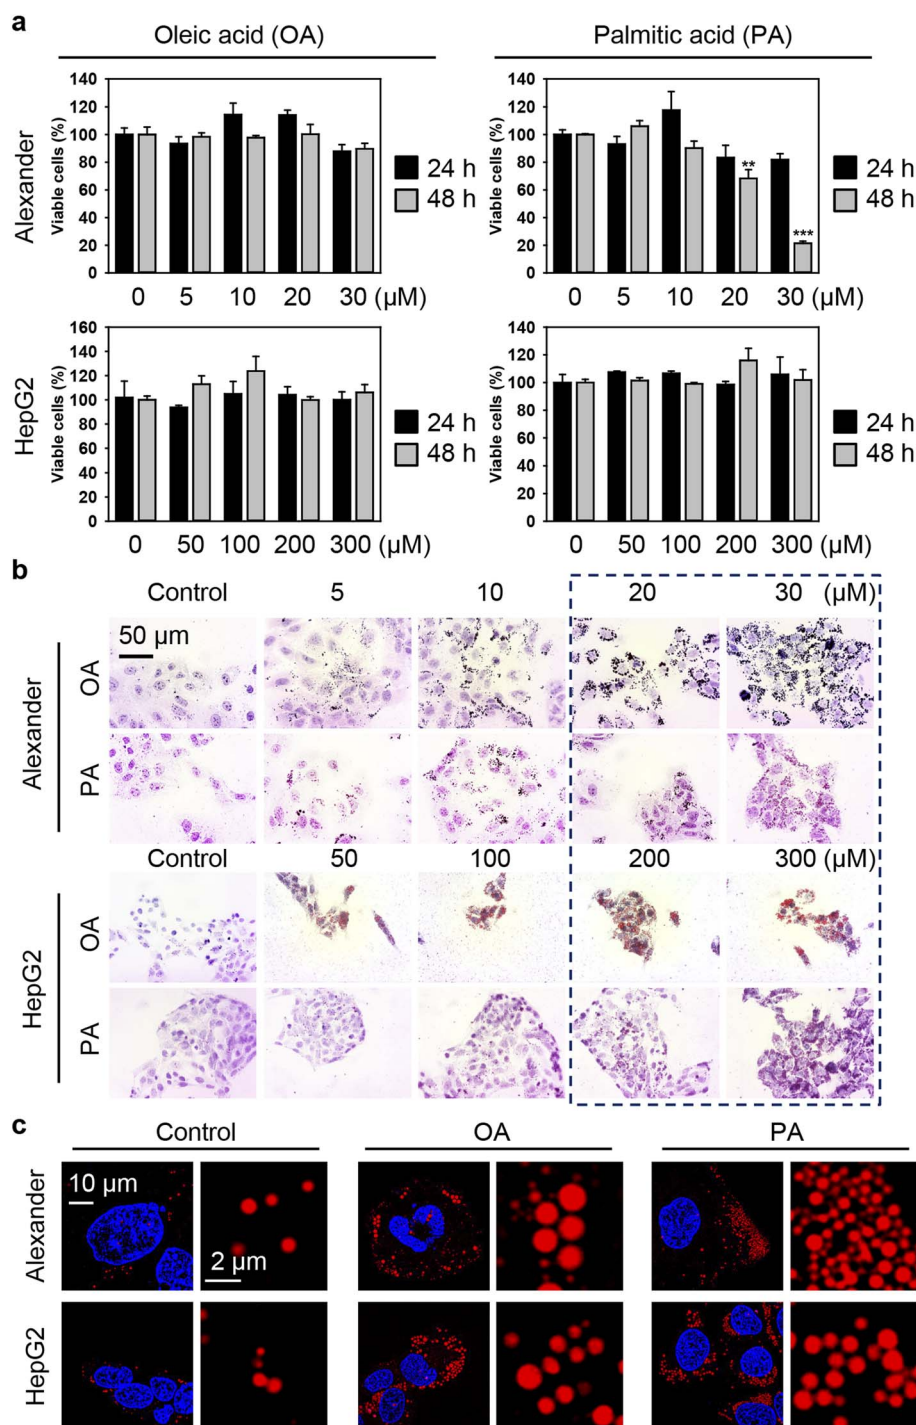 a
Oleic acid (OA)
Palmitic acid (PA)
Alexander
Viable cells (%)
140
120
100
80
60
40
20
0
0 5 10 20 30 (µM)
24 h
48 h
Viable cells (%)
140
120
100
80
60
40
20
0
**
***
0 5 10 20 30 (µM)
24 h
48 h
HepG2
Viable cells (%)
160
140
120
100
80
60
40
20
0
0 50 100 200 300 (µM)
24 h
48 h
Viable cells (%)
140
120
100
80
60
40
20
0
0 50 100 200 300 (µM)
24 h
48 h
b
Control 5 10 20 30 (µM)
Alexander
OA
50 µm
PA
Control 50 100 200 300 (µM)
HepG2
OA
PA
c
Control OA PA
Alexander
10 µm
2 µm
HepG2